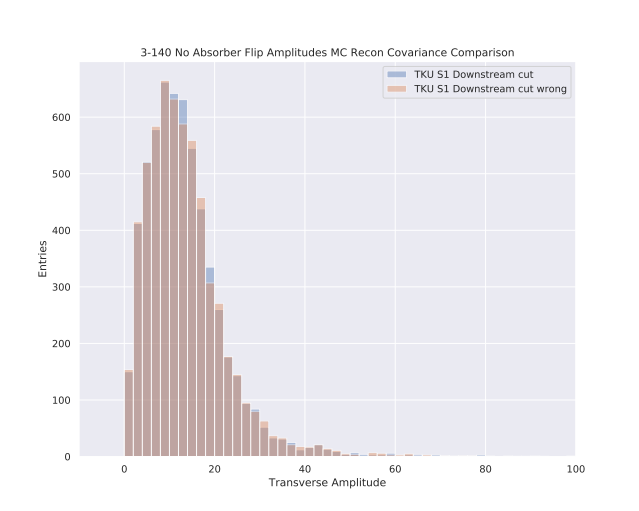 3-140 No Absorber Flip Amplitudes MC Recon Covariance Comparison
TKU S1 Downstream cut
TKU S1 Downstream cut wrong
600
500
400
300
200
100
0
Entries
0 20 40 60 80 100
Transverse Amplitude